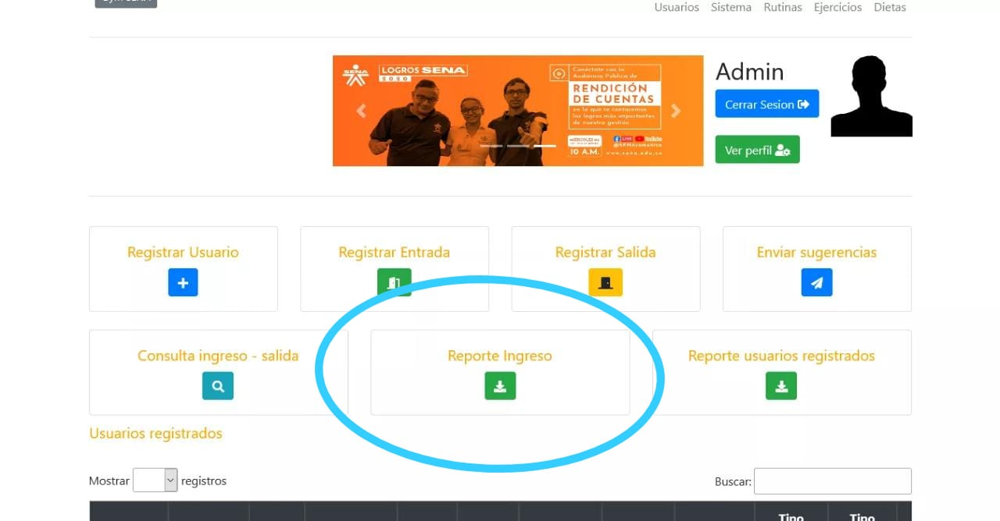 Usuarios Sistema Rutinas Ejercicios Dietas
SENA
LOGROS SENA
2020
Conéctate con la
Audiencia Pública de
RENDICIÓN
DE CUENTAS
en la que te contaremos
los logros más importantes
de nuestra gestión
LIVE YouTube
@SENAcomunica
10 A.M. www.sena.edu.co
Admin
Cerrar Sesion
Ver perfil
Registrar Usuario
Registrar Entrada
Registrar Salida
Enviar sugerencias
Consulta ingreso - salida
Reporte Ingreso
Reporte usuarios registrados
Usuarios registrados
Mostrar registros
Buscar:
Tipo Tipo